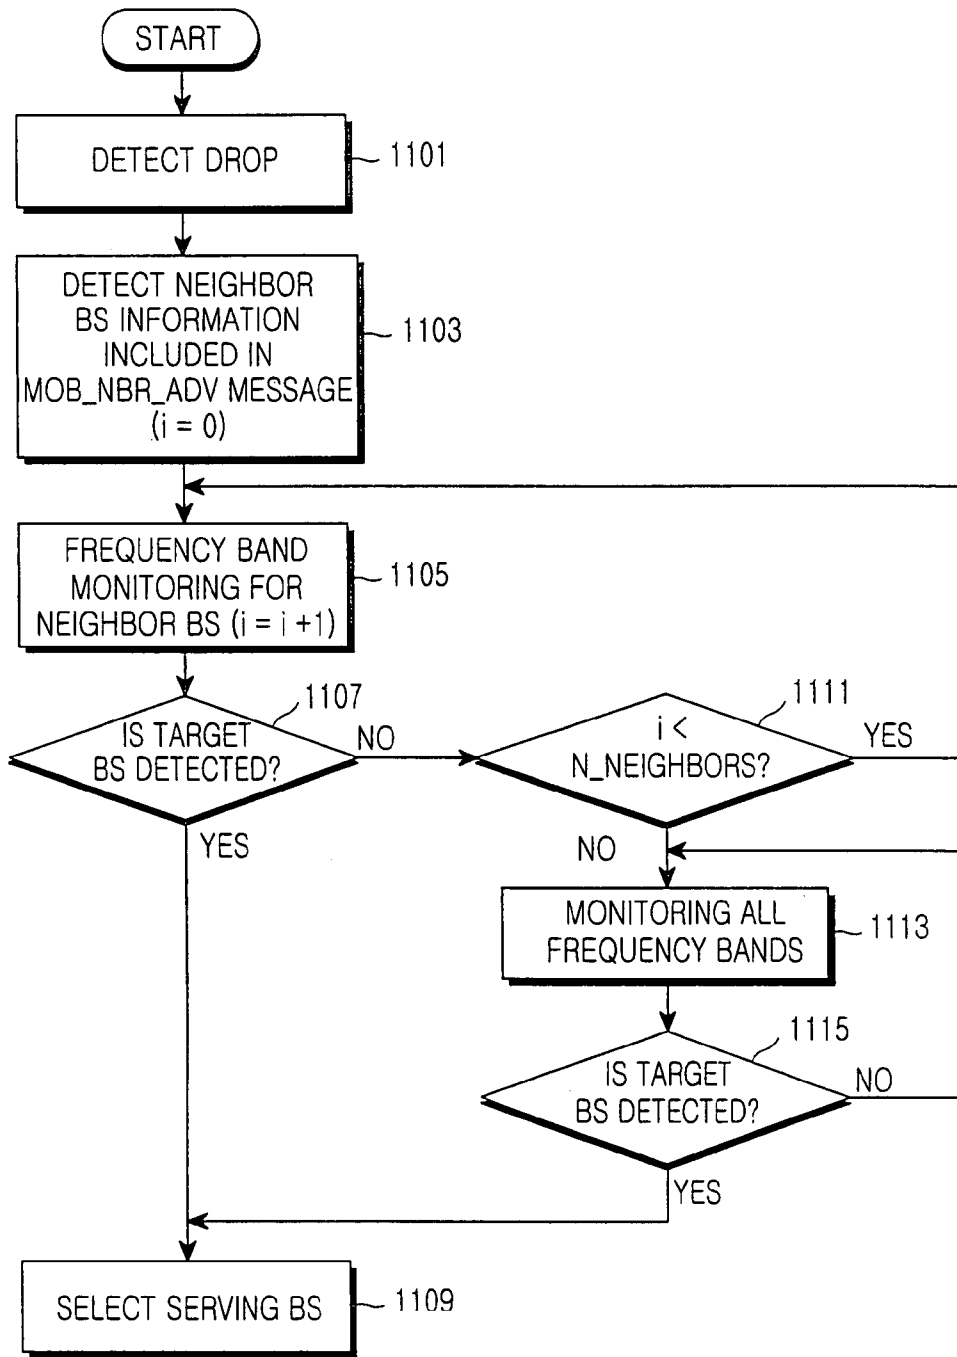 START
DETECT DROP
1101
DETECT NEIGHBOR
BS INFORMATION
INCLUDED IN
MOB_NBR_ADV MESSAGE
(i = 0)
1103
FREQUENCY BAND
MONITORING FOR
NEIGHBOR BS (i = i +1)
1105
1107
IS TARGET
BS DETECTED?
NO
YES
1111
i <
N_NEIGHBORS?
YES
NO
MONITORING ALL
FREQUENCY BANDS
1113
1115
IS TARGET
BS DETECTED?
NO
YES
SELECT SERVING BS
1109